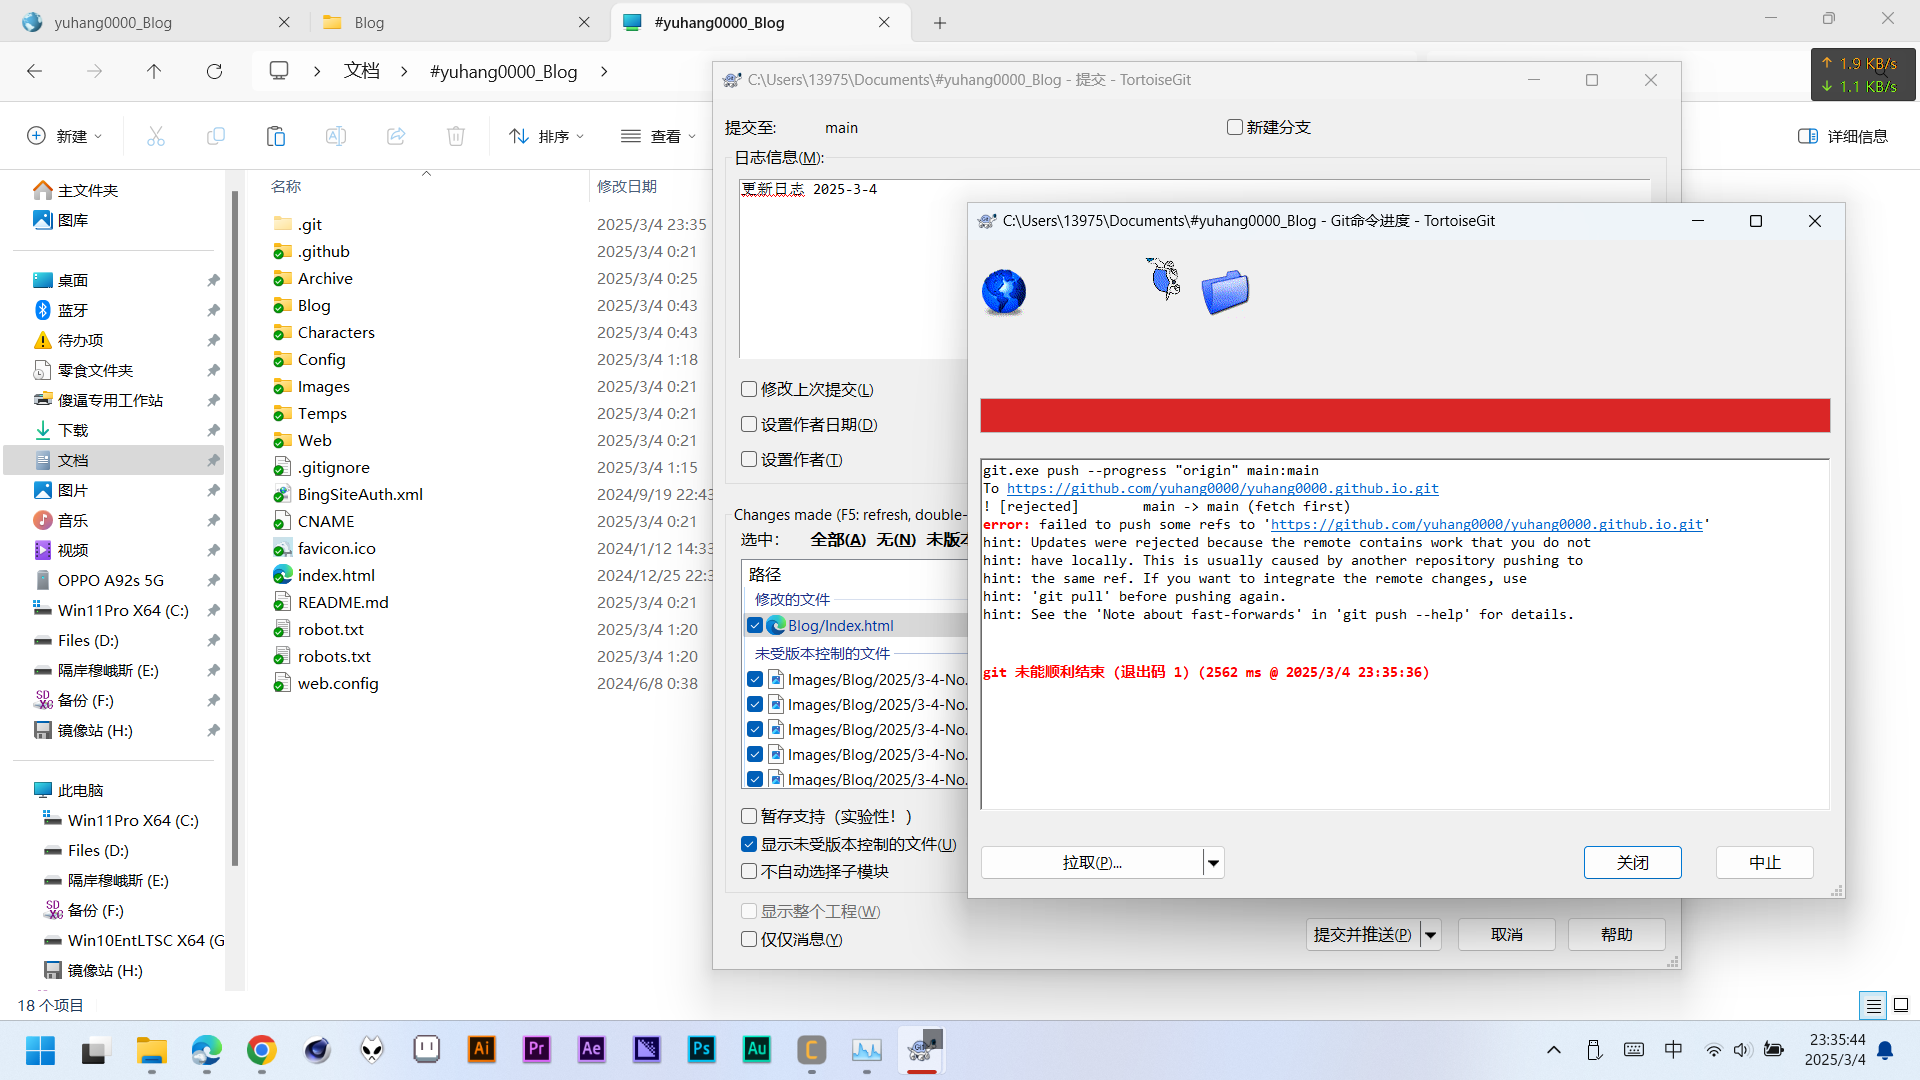 yuhang0000_Blog
Blog
#yuhang0000_Blog
文档
#yuhang0000_Blog
1.9 KB/s
1.1 KB/s
新建
排序
查看
详细信息
主文件夹
图库
桌面
蓝牙
待办项
零食文件夹
傻逼专用工作站
下载
文档
图片
音乐
视频
OPPO A92s 5G
Win11Pro X64 (C:)
Files (D:)
隔岸穆峨斯 (E:)
备份 (F:)
镜像站 (H:)
此电脑
Win11Pro X64 (C:)
Files (D:)
隔岸穆峨斯 (E:)
备份 (F:)
Win10EntLTSC X64 (G
镜像站 (H:)
18 个项目
名称 修改日期
.git 2025/3/4 23:35
.github 2025/3/4 0:21
Archive 2025/3/4 0:25
Blog 2025/3/4 0:43
Characters 2025/3/4 0:43
Config 2025/3/4 1:18
Images 2025/3/4 0:21
Temps 2025/3/4 0:21
Web 2025/3/4 0:21
.gitignore 2025/3/4 1:15
BingSiteAuth.xml 2024/9/19 22:43
CNAME 2025/3/4 0:21
favicon.ico 2024/1/12 14:33
index.html 2024/12/25 22:3
README.md 2025/3/4 0:21
robot.txt 2025/3/4 1:20
robots.txt 2025/3/4 1:20
web.config 2024/6/8 0:38
C:\Users\13975\Documents\#yuhang0000_Blog - 提交 - TortoiseGit
提交至: main
新建分支
日志信息(M):
更新日志 2025-3-4
修改上次提交(L)
设置作者日期(D)
设置作者(T)
Changes made (F5: refresh, double-
选中: 全部(A) 无(N) 未版本
路径
修改的文件
Blog/Index.html
未受版本控制的文件
Images/Blog/2025/3-4-No.
Images/Blog/2025/3-4-No.
Images/Blog/2025/3-4-No.
Images/Blog/2025/3-4-No.
Images/Blog/2025/3-4-No.
暂存支持（实验性！）
显示未受版本控制的文件(U)
不自动选择子模块
显示整个工程(W)
仅仅消息(Y)
提交并推送(P)
取消
帮助
C:\Users\13975\Documents\#yuhang0000_Blog - Git命令进度 - TortoiseGit
git.exe push --progress "origin" main:main
To https://github.com/yuhang0000/yuhang0000.github.io.git
! [rejected] main -> main (fetch first)
error: failed to push some refs to 'https://github.com/yuhang0000/yuhang0000.github.io.git'
hint: Updates were rejected because the remote contains work that you do not
hint: have locally. This is usually caused by another repository pushing to
hint: the same ref. If you want to integrate the remote changes, use
hint: 'git pull' before pushing again.
hint: See the 'Note about fast-forwards' in 'git push --help' for details.
git 未能顺利结束 (退出码 1) (2562 ms @ 2025/3/4 23:35:36)
拉取(P)...
关闭
中止
Ai
Pr
Ae
Ps
Au
C
中
23:35:44
2025/3/4